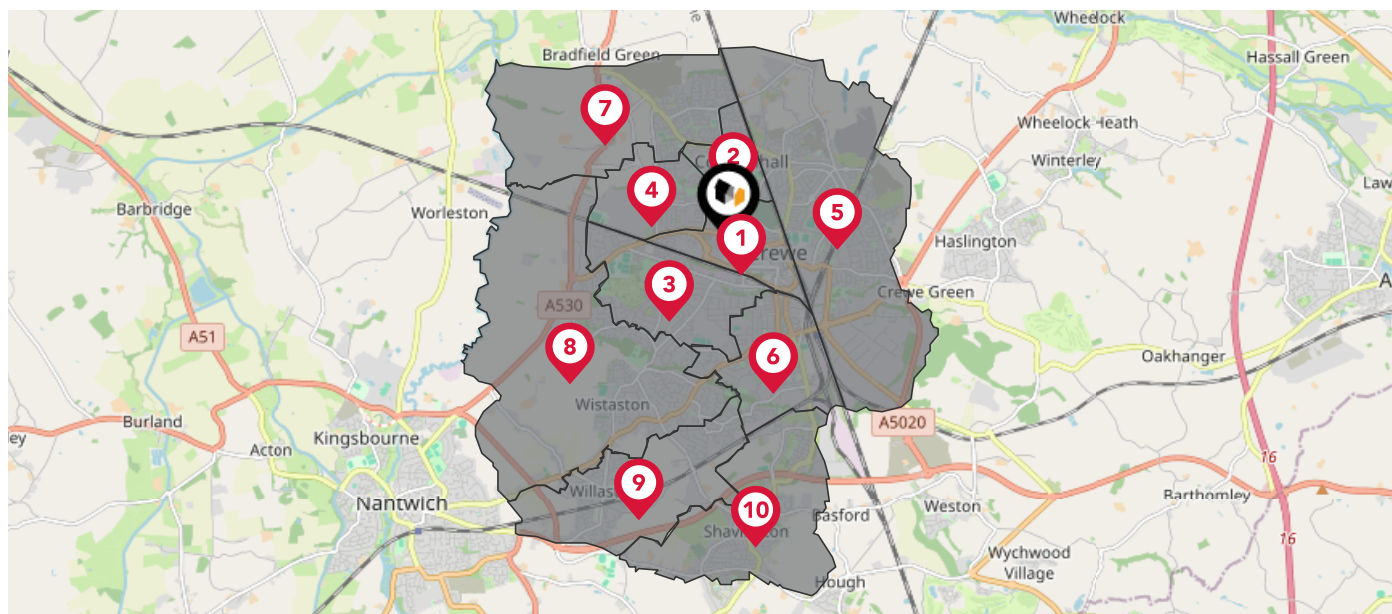 Wheelock
Bradfield Green
Hassall Green
7
Wheelock Heath
2
Winterley
4
Barbridge
Worleston
5
1
Haslington
3
Crewe Green
A530
A51
8
6
Oakhanger
Wistaston
Burland
A5020
Kingsbourne
ey
Acton
16
9
Nantwich
10
Weston
Barthomley
Basford
16
Wychwood
Village
Hough